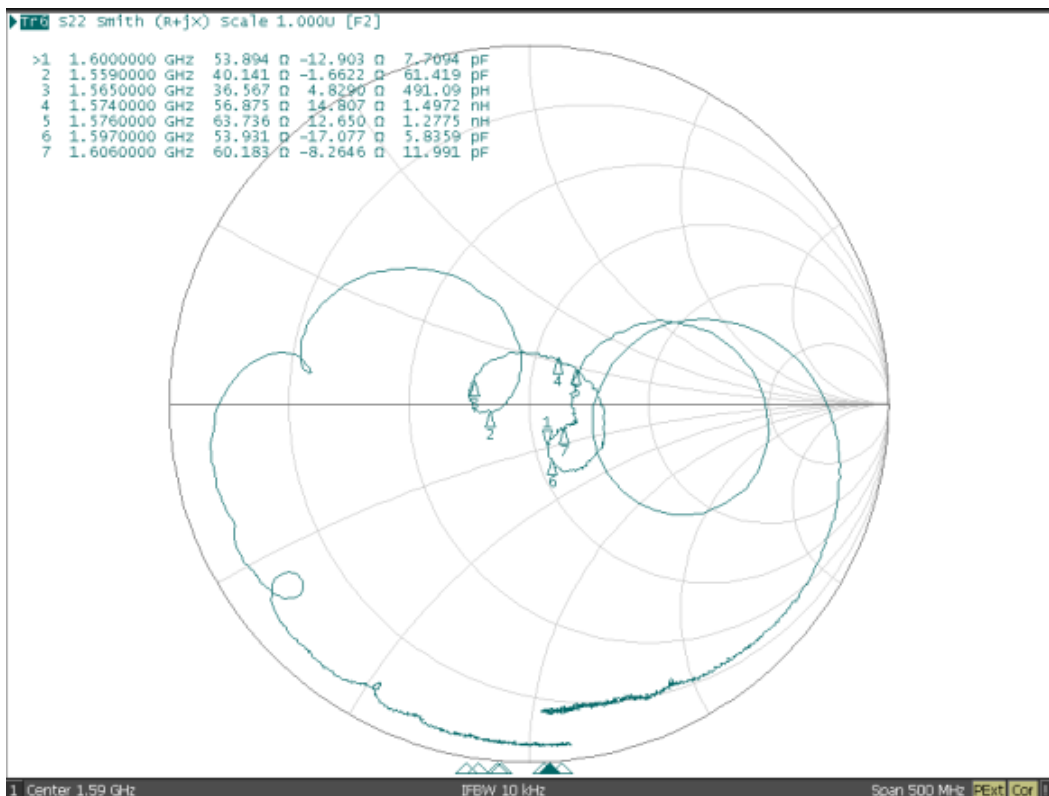 Tr6 S22 Smith (R+jX) Scale 1.000U [F2]
>1 1.6000000 GHz 53.894 Ω -12.903 Ω 7.7094 pF
2 1.5590000 GHz 40.141 Ω -1.6622 Ω 61.419 pF
3 1.5650000 GHz 36.567 Ω 4.8290 Ω 491.09 pH
4 1.5740000 GHz 56.875 Ω 14.807 Ω 1.4972 nH
5 1.5760000 GHz 63.736 Ω 12.650 Ω 1.2775 nH
6 1.5970000 GHz 53.931 Ω -17.077 Ω 5.8359 pF
7 1.6060000 GHz 60.183 Ω -8.2646 Ω 11.991 pF
4
2
1
7
6
1 Center 1.59 GHz IFBW 10 kHz Span 500 MHz PExt Cor